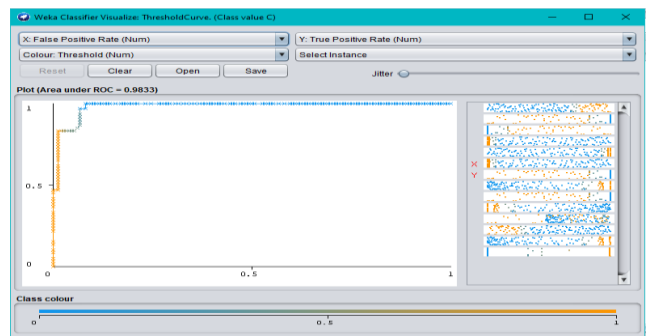 Weka Classifier Visualize: ThresholdCurve. (Class value C)
X: False Positive Rate (Num) Y: True Positive Rate (Num)
Colour: Threshold (Num) Select Instance
Reset Clear Open Save Jitter
Plot (Area under ROC = 0.9833)
1
0.5
0
0 0.5 1
X
Y
Class colour
0 0.5 1